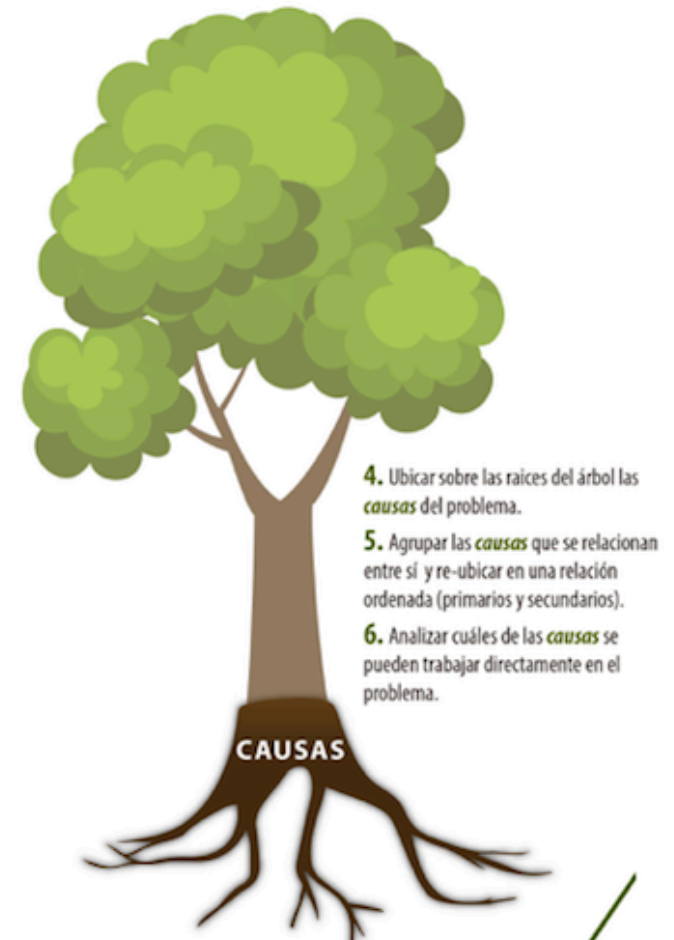 4. Ubicar sobre las raices del árbol las
causas del problema.
5. Agrupar las causas que se relacionan
entre sí y re-ubicar en una relación
ordenada (primarios y secundarios).
6. Analizar cuáles de las causas se
pueden trabajar directamente en el
problema.
CAUSAS